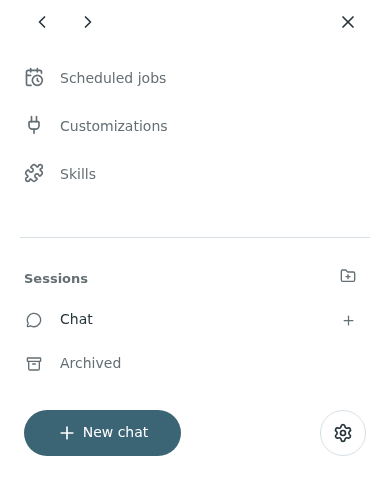 Scheduled jobs
Customizations
Skills
Sessions
Chat
Archived
New chat